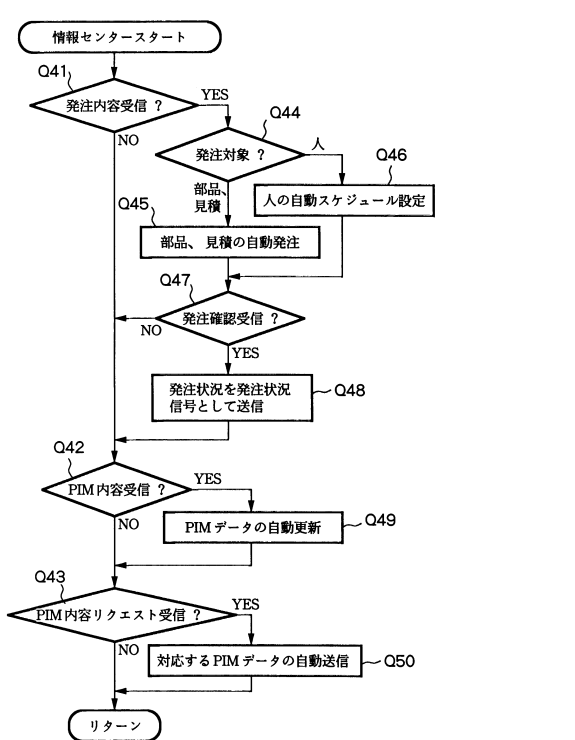 情報センタースタート
Q41
発注内容受信 ?
YES
NO
Q44
発注対象 ?
人
部品、
見積
Q46
人の自動スケジュール設定
Q45
部品、見積の自動発注
Q47
発注確認受信 ?
NO
YES
発注状況を発注状況
信号として送信
Q48
Q42
PIM内容受信 ?
YES
NO
PIMデータの自動更新
Q49
Q43
PIM内容リクエスト受信 ?
YES
NO
対応するPIMデータの自動送信
Q50
リターン